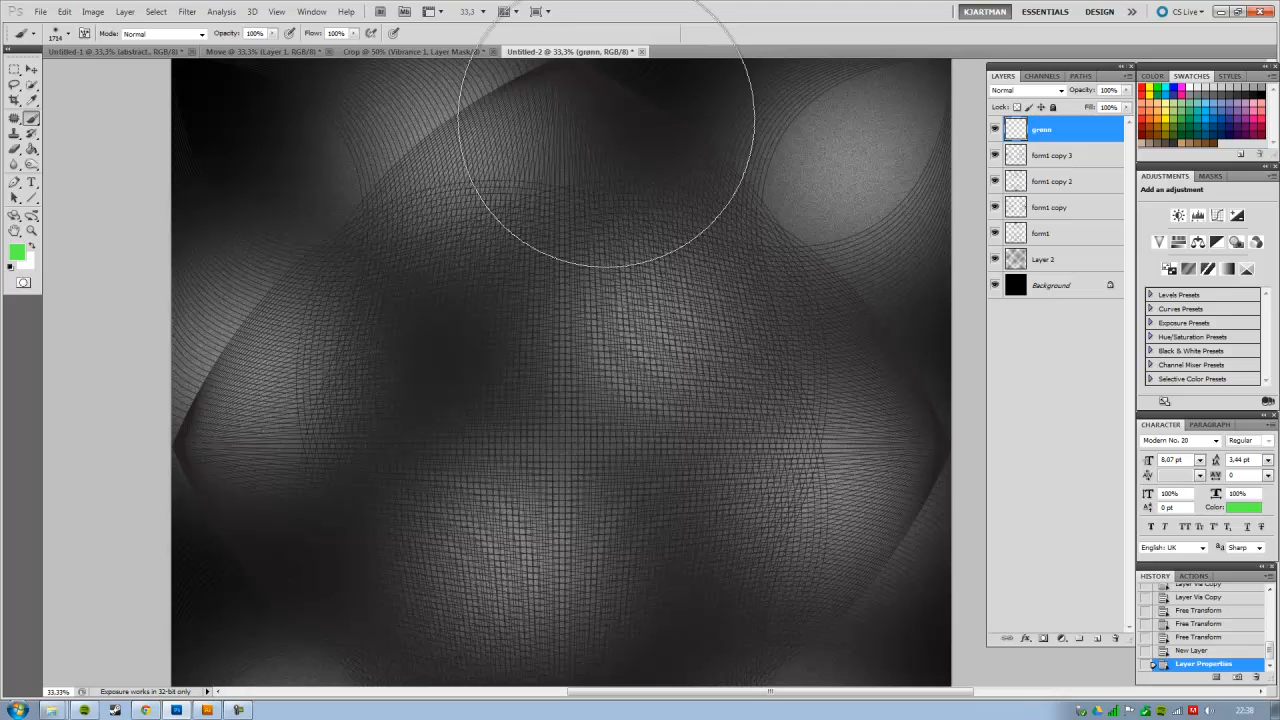 Ps File Edit Image Layer Select Filter Analysis 3D View Window Help Br Mb 33,3 KJARTMAN ESSENTIALS DESIGN CS Live
1714 Mode: Normal Opacity: 100% Flow: 100%
Untitled-1 @ 33,3% (abstract., RGB/8) * Move @ (Layer 1, RGB/8) * Crop @ 50% (Vibrance 1, Layer Mask/8) * Untitled-2 @ 33,3% (grønn, RGB/8) *
LAYERS CHANNELS PATHS
Normal Opacity: 100%
Lock: Fill: 100%
grønn
form1 copy 3
form1 copy 2
form1 copy
form1
Layer 2
Background
COLOR SWATCHES STYLES
ADJUSTMENTS MASKS
Add an adjustment
Levels Presets
Curves Presets
Exposure Presets
Hue/Saturation Presets
Black & White Presets
Channel Mixer Presets
Selective Color Presets
CHARACTER PARAGRAPH
Modern No. 20 Regular
8,07 pt 3,44 pt
0
100% 100%
0 pt Color:
English: UK Sharp
HISTORY ACTIONS
Layer Via Copy
Layer Via Copy
Free Transform
Free Transform
Free Transform
New Layer
Layer Properties
33,33% Exposure works in 32-bit only
22:38